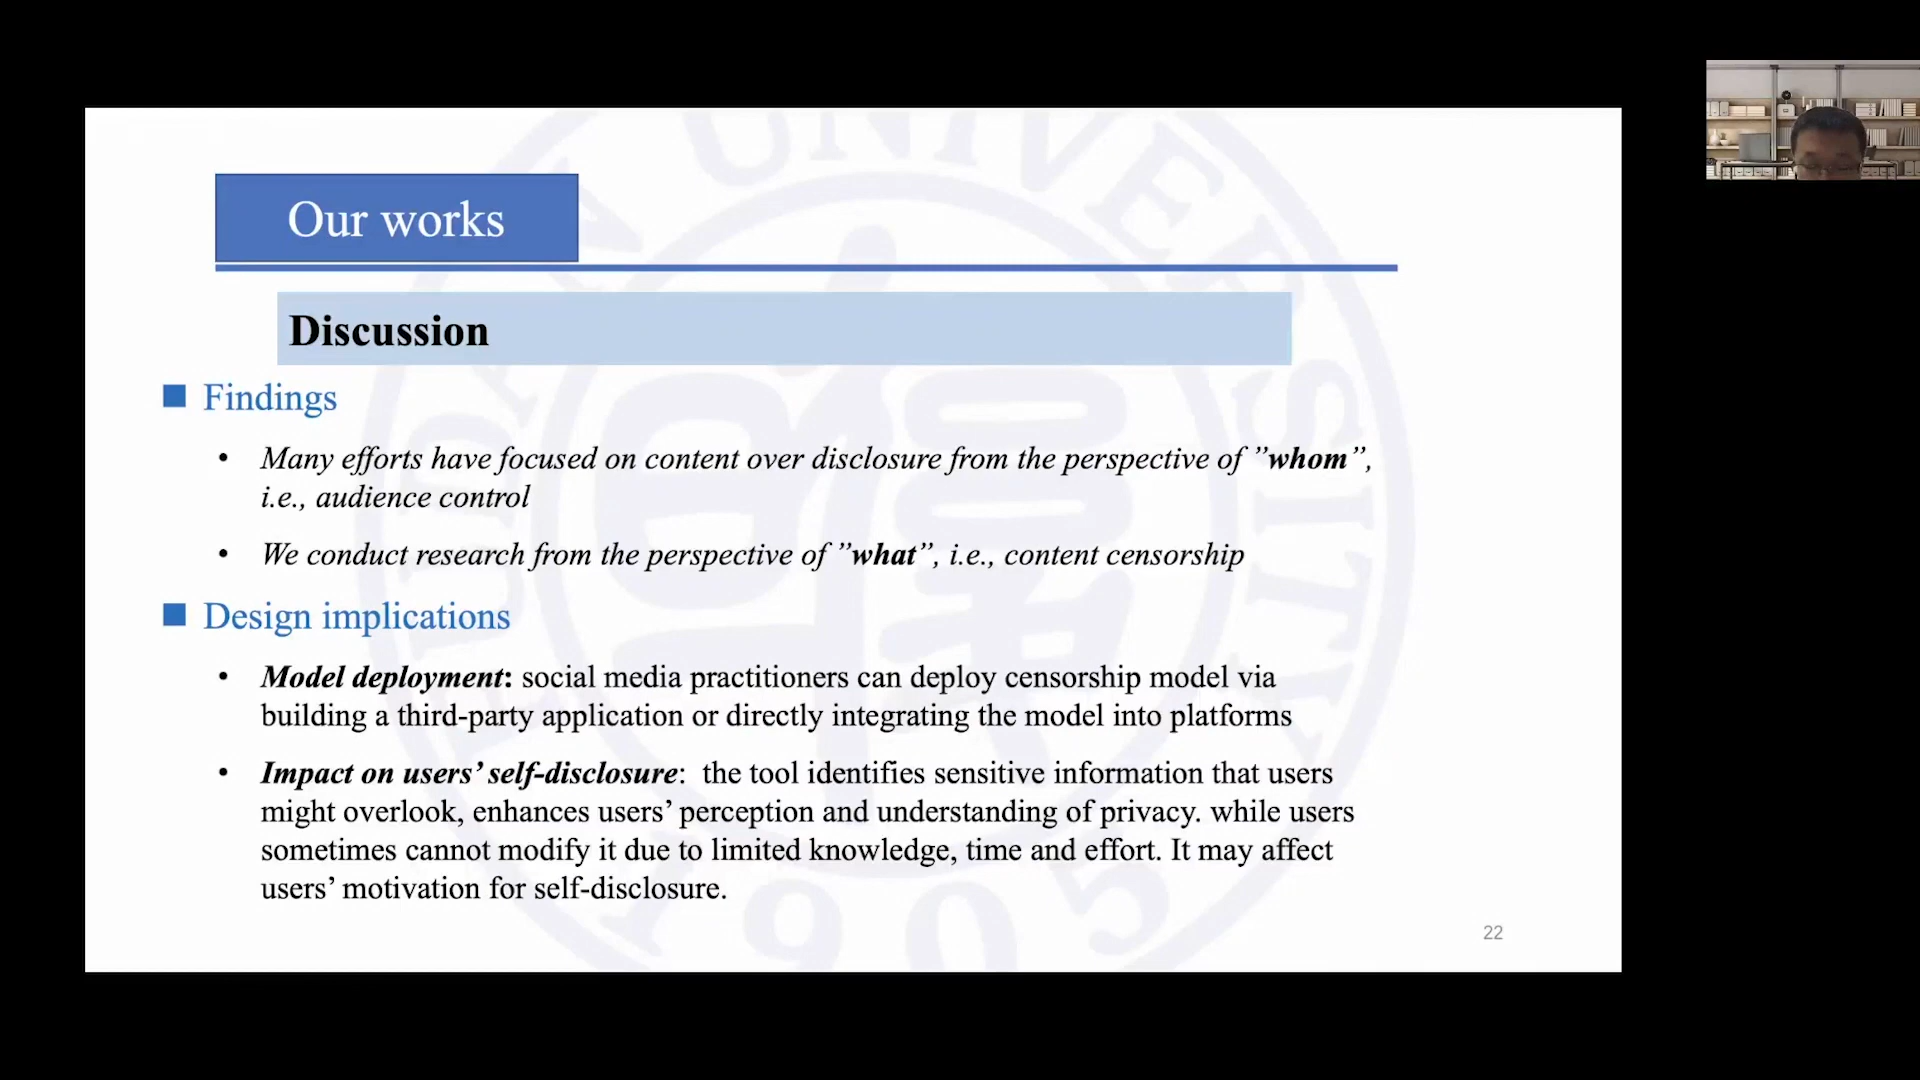 Our works
Discussion
Findings
• Many efforts have focused on content over disclosure from the perspective of ”whom”,
i.e., audience control
• We conduct research from the perspective of ”what”, i.e., content censorship
Design implications
• Model deployment: social media practitioners can deploy censorship model via
building a third-party application or directly integrating the model into platforms
• Impact on users’ self-disclosure: the tool identifies sensitive information that users
might overlook, enhances users’ perception and understanding of privacy. while users
sometimes cannot modify it due to limited knowledge, time and effort. It may affect
users’ motivation for self-disclosure.
22